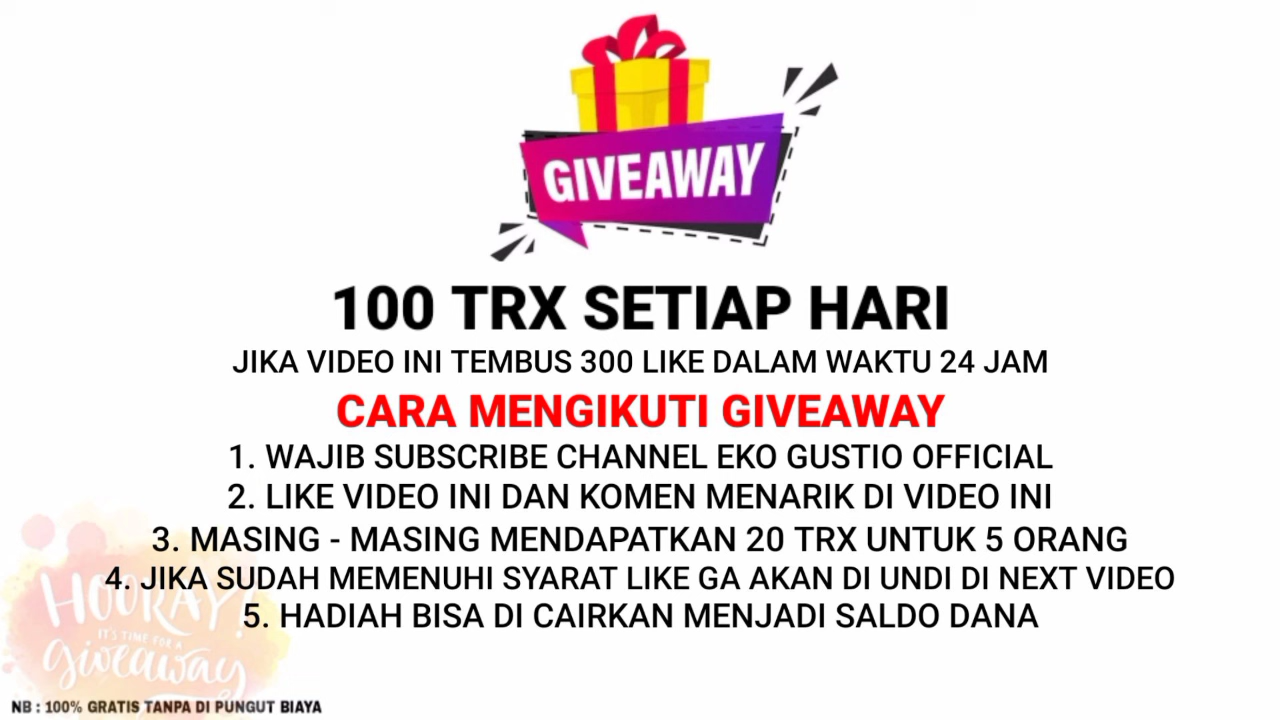 GIVEAWAY
100 TRX SETIAP HARI
JIKA VIDEO INI TEMBUS 300 LIKE DALAM WAKTU 24 JAM
CARA MENGIKUTI GIVEAWAY
1. WAJIB SUBSCRIBE CHANNEL EKO GUSTIO OFFICIAL
2. LIKE VIDEO INI DAN KOMEN MENARIK DI VIDEO INI
3. MASING - MASING MENDAPATKAN 20 TRX UNTUK 5 ORANG
4. JIKA SUDAH MEMENUHI SYARAT LIKE GA AKAN DI UNDI DI NEXT VIDEO
5. HADIAH BISA DI CAIRKAN MENJADI SALDO DANA
HOORAY!
IT'S TIME FOR A
giveaway
NB : 100% GRATIS TANPA DI PUNGUT BIAYA